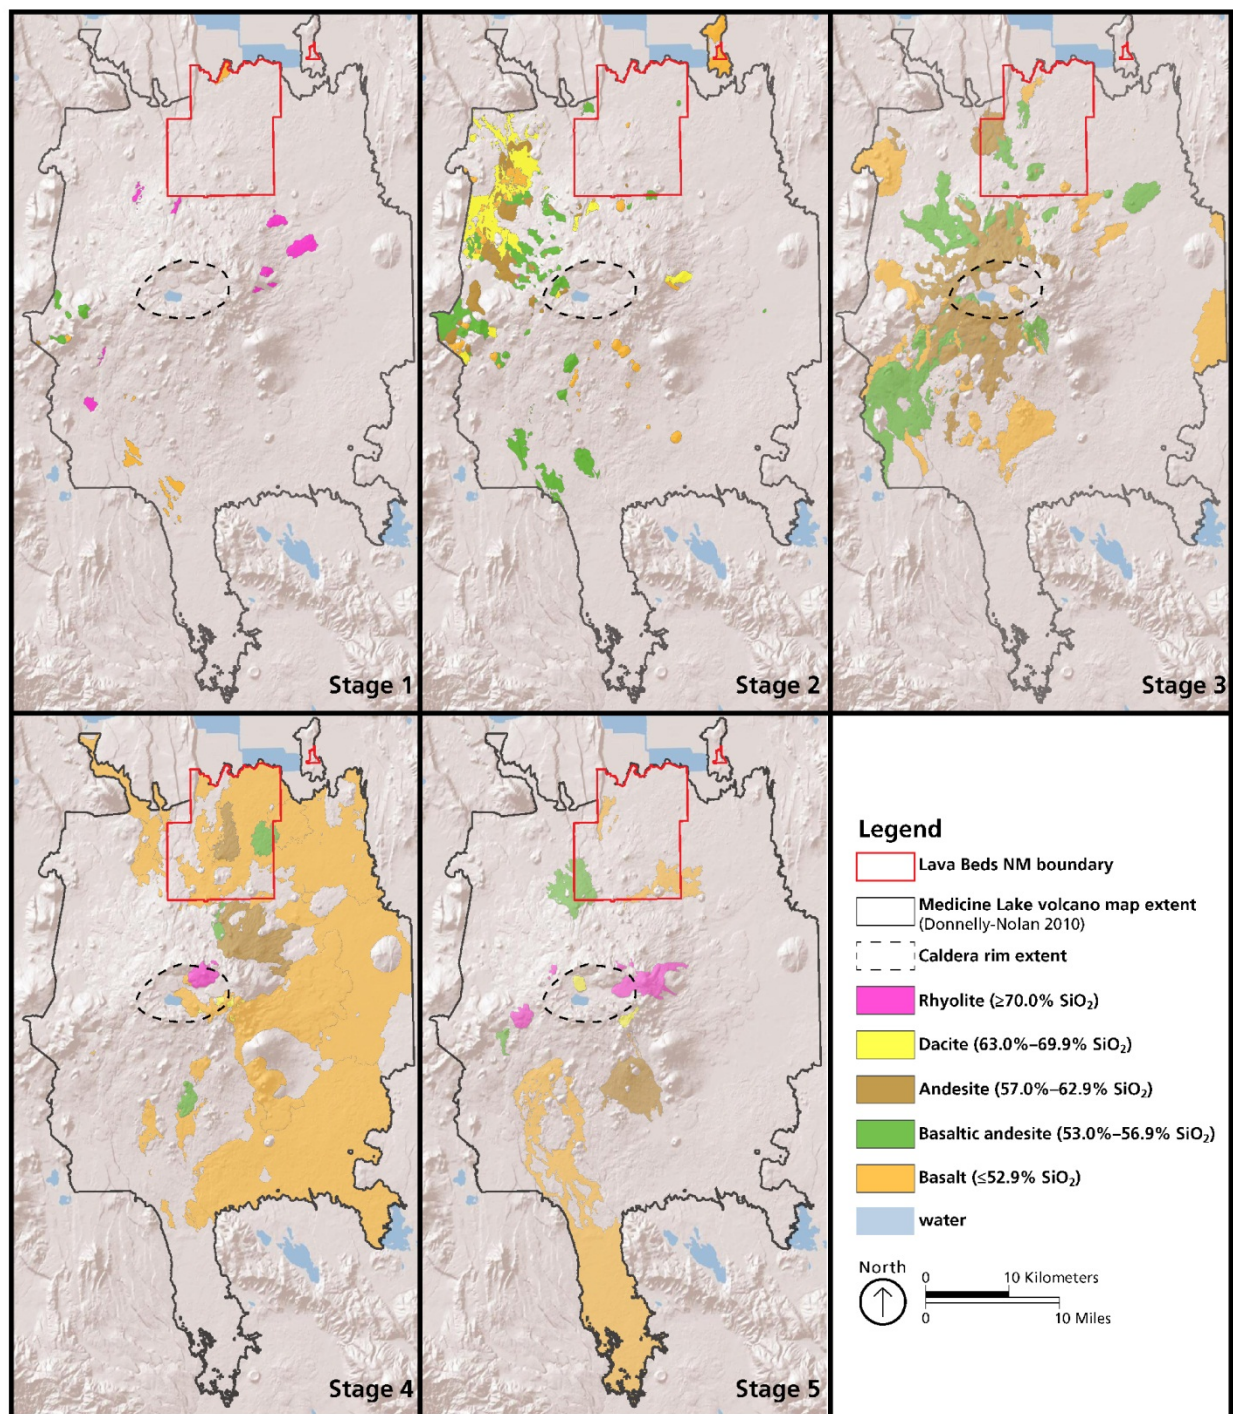 Stage 1
Stage 2
Stage 3
Stage 4
Stage 5
Legend
Lava Beds NM boundary
Medicine Lake volcano map extent
(Donnelly-Nolan 2010)
Caldera rim extent
Rhyolite (≥70.0% SiO₂)
Dacite (63.0%–69.9% SiO₂)
Andesite (57.0%–62.9% SiO₂)
Basaltic andesite (53.0%–56.9% SiO₂)
Basalt (≤52.9% SiO₂)
water
North
0 10 Kilometers
0 10 Miles